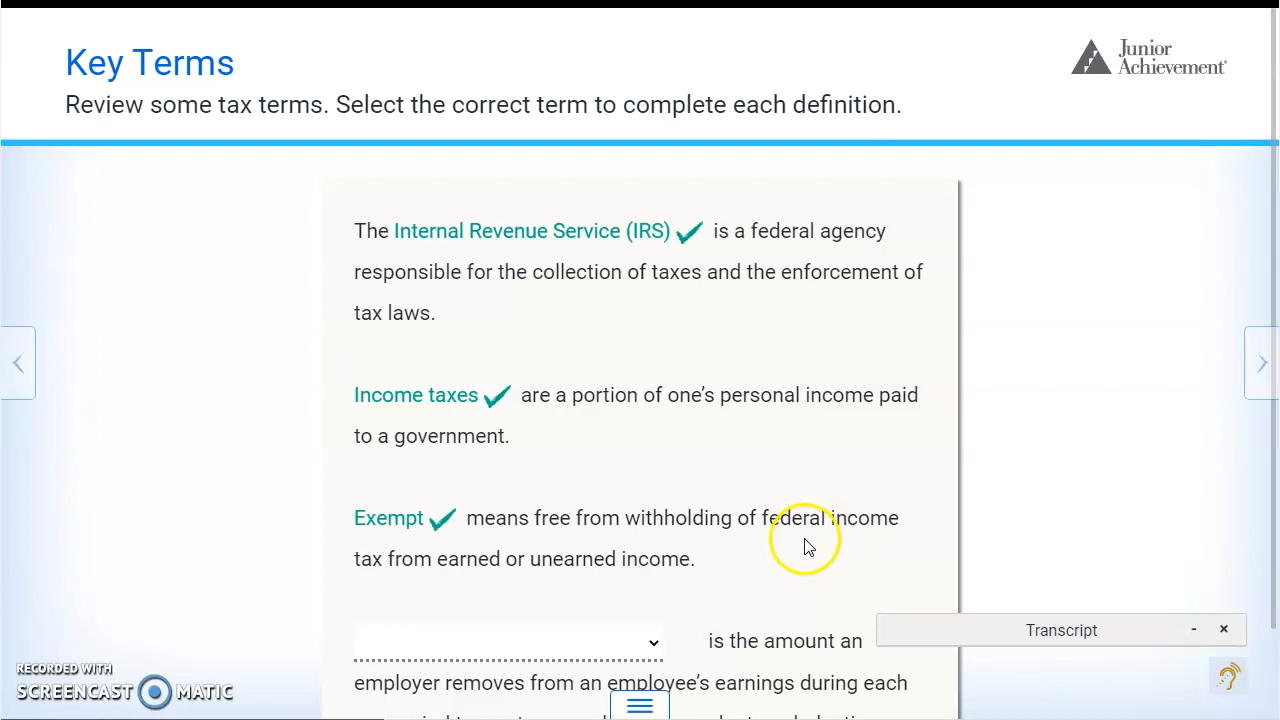 Key Terms
Junior
Achievement®
Review some tax terms. Select the correct term to complete each definition.
The Internal Revenue Service (IRS) is a federal agency
responsible for the collection of taxes and the enforcement of
tax laws.
Income taxes are a portion of one's personal income paid
to a government.
Exempt means free from withholding of federal income
tax from earned or unearned income.
is the amount an
Transcript - ×
employer removes from an employee's earnings during each
RECORDED WITH
SCREENCAST MATIC